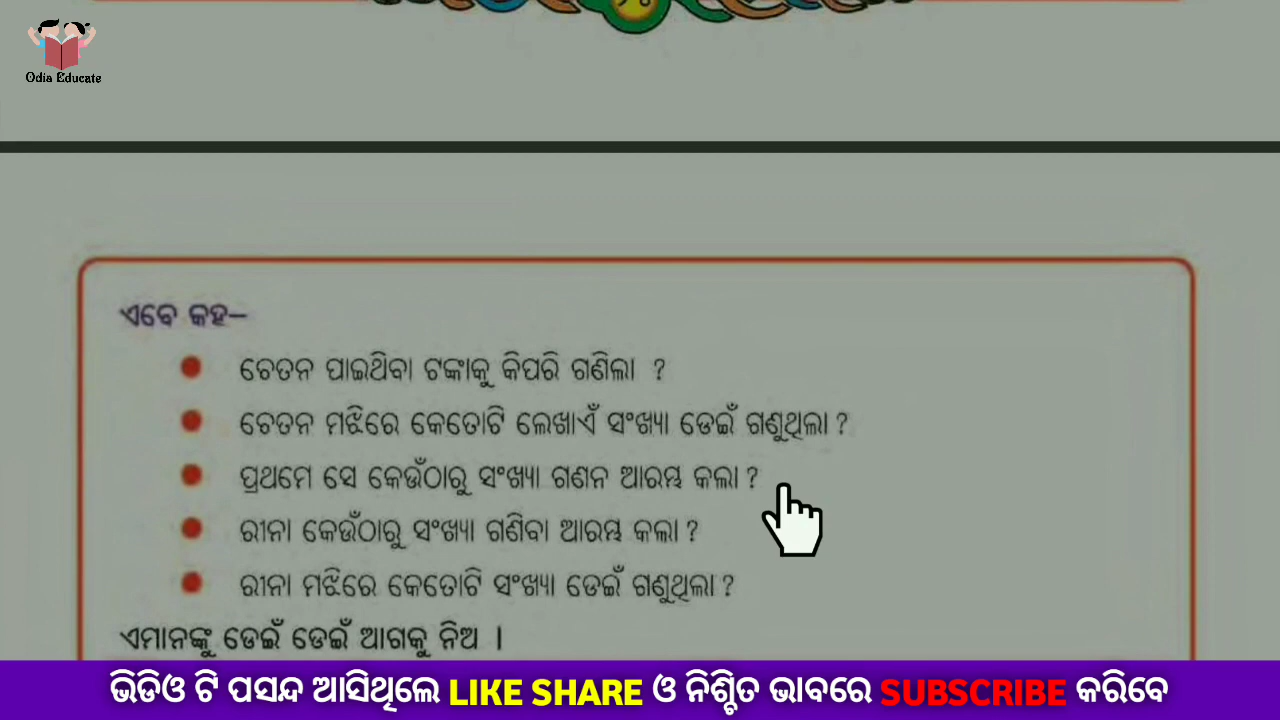 Odia Educate
ଏବେ କହ–
ଚେତନ ପାଇଥିବା ଟଙ୍କାକୁ କିପରି ଗଣିଲା ?
ଚେତନ ମଝିରେ କେତୋଟି ଲେଖାଏଁ ସଂଖ୍ୟା ଡେଇଁ ଗଣୁଥିଲା ?
ପ୍ରଥମେ ସେ କେଉଁଠାରୁ ସଂଖ୍ୟା ଗଣନ ଆରମ୍ଭ କଲା ?
ରୀନା କେଉଁଠାରୁ ସଂଖ୍ୟା ଗଣିବା ଆରମ୍ଭ କଲା ?
ରୀନା ମଝିରେ କେତୋଟି ସଂଖ୍ୟା ଡେଇଁ ଗଣୁଥିଲା ?
ଏମାନଙ୍କୁ ଡେଇଁ ଡେଇଁ ଆଗକୁ ନିଅ ।
ଭିଡିଓ ଟି ପସନ୍ଦ ଆସିଥିଲେ LIKE SHARE ଓ ନିଶ୍ଚିତ ଭାବରେ SUBSCRIBE କରିବେ